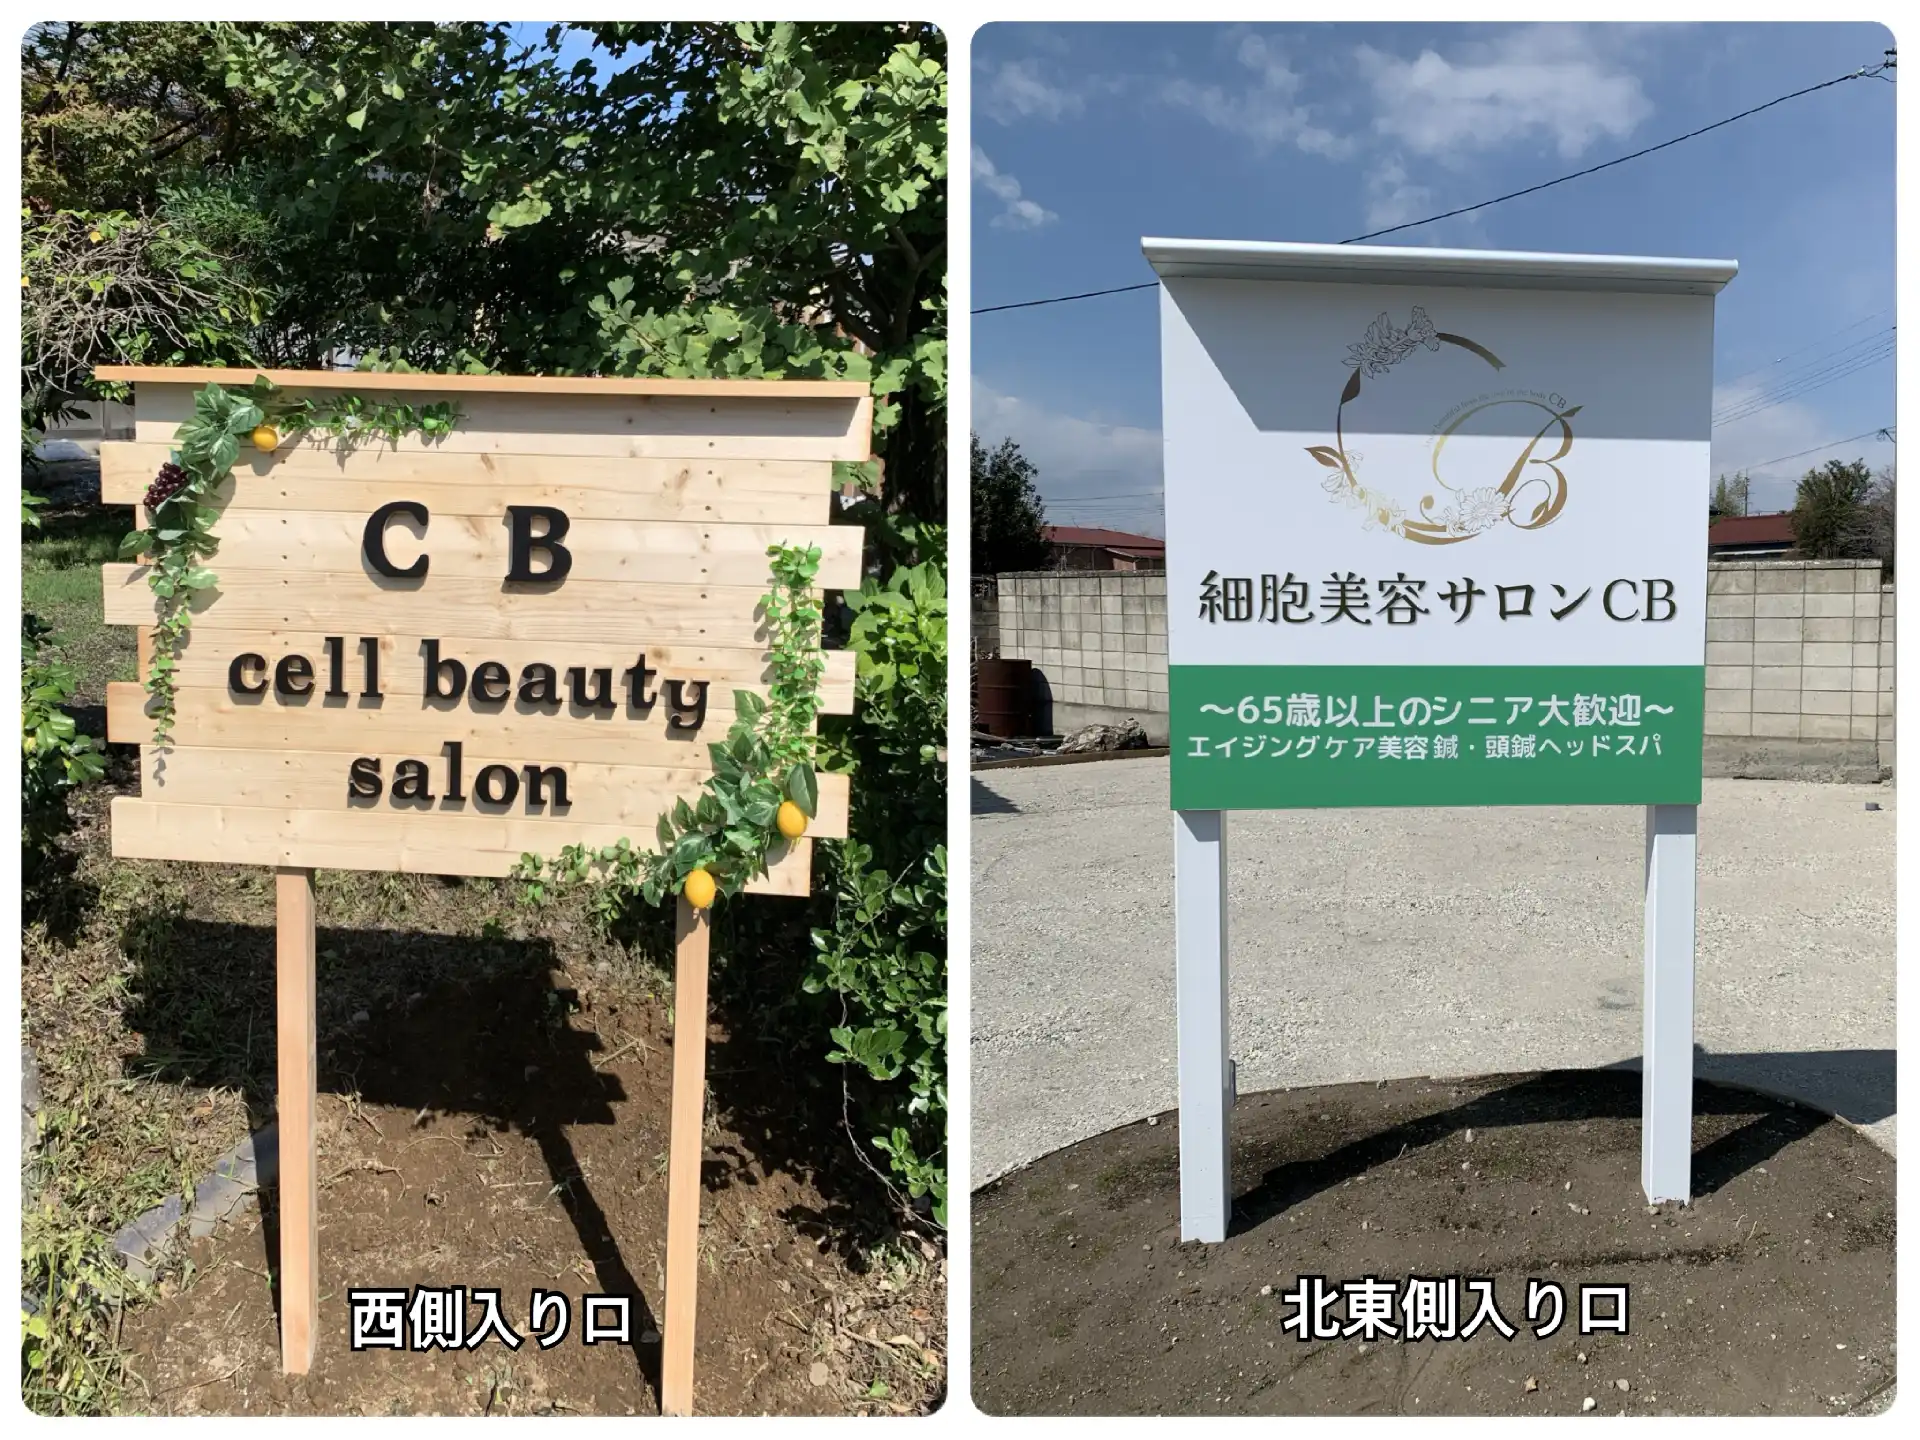 C B
cell beauty
salon
西側入り口
CB
B
細胞美容サロンCB
～65歳以上のシニア大歓迎～
エイジングケア美容鍼・頭鍼ヘッドスパ
北東側入り口